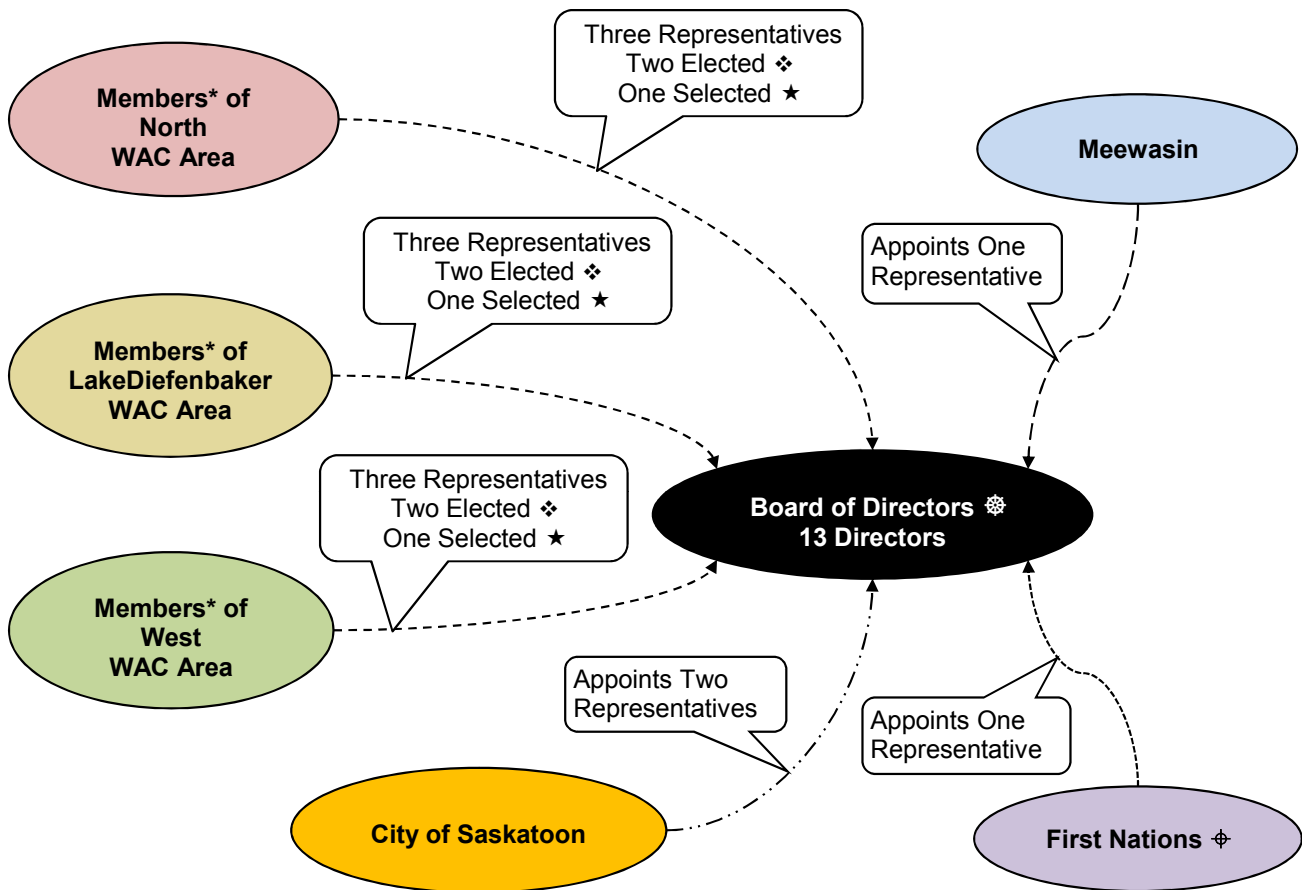 Three Representatives
Two Elected ❖
One Selected ★
Members* of
North
WAC Area
Meewasin
Three Representatives
Two Elected ❖
One Selected ★
Appoints One
Representative
Members* of
LakeDiefenbaker
WAC Area
Three Representatives
Two Elected ❖
One Selected ★
Board of Directors ☸
13 Directors
Members* of
West
WAC Area
Appoints Two
Representatives
Appoints One
Representative
City of Saskatoon
First Nations ⌖